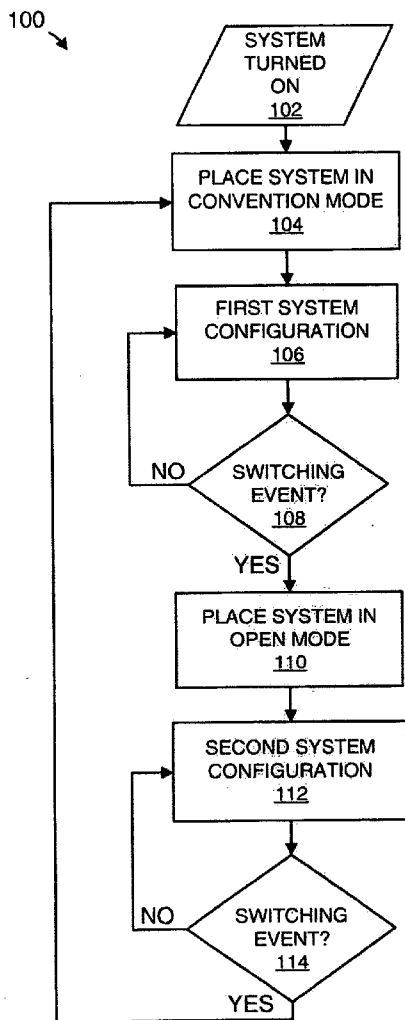 100
SYSTEM
TURNED
ON
102
PLACE SYSTEM IN
CONVENTION MODE
104
FIRST SYSTEM
CONFIGURATION
106
NO
SWITCHING
EVENT?
108
YES
PLACE SYSTEM IN
OPEN MODE
110
SECOND SYSTEM
CONFIGURATION
112
NO
SWITCHING
EVENT?
114
YES